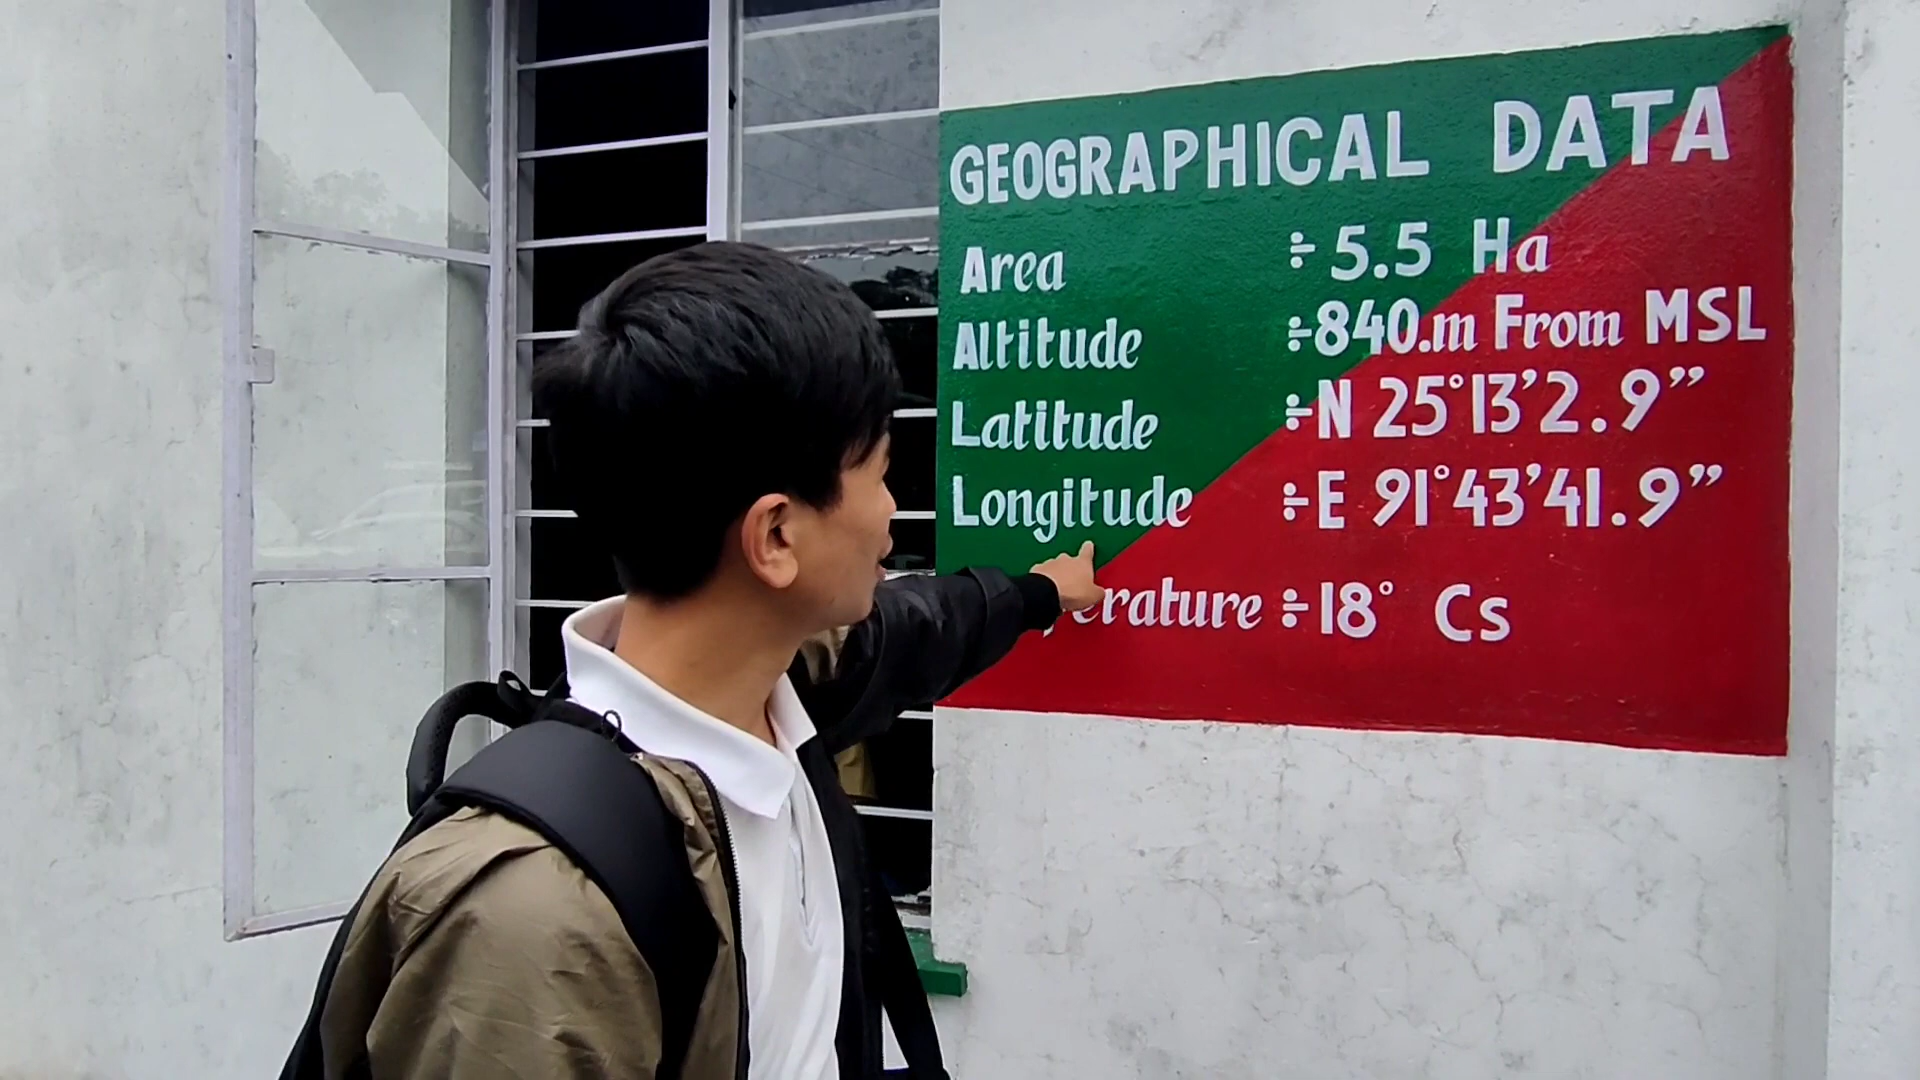 GEOGRAPHICAL DATA
Area ÷ 5.5 Ha
Altitude ÷ 840.m From MSL
Latitude ÷ N 25°13’2.9”
Longitude ÷ E 91°43’41.9”
÷ 18° Cs